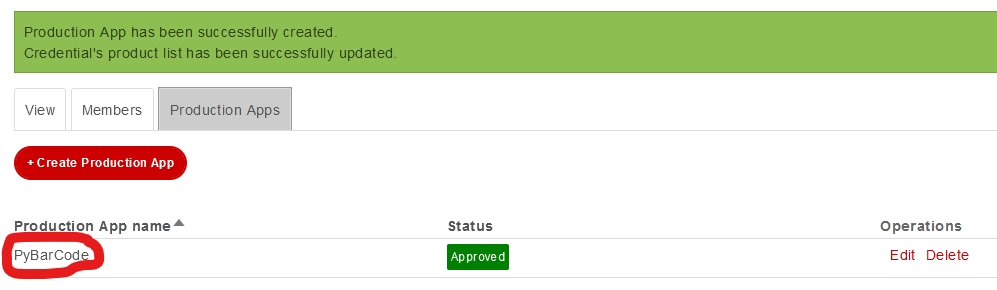 Production App has been successfully created.
Credential's product list has been successfully updated.
View Members Production Apps
+ Create Production App
Production App name Status Operations
PyBarCode Approved Edit Delete